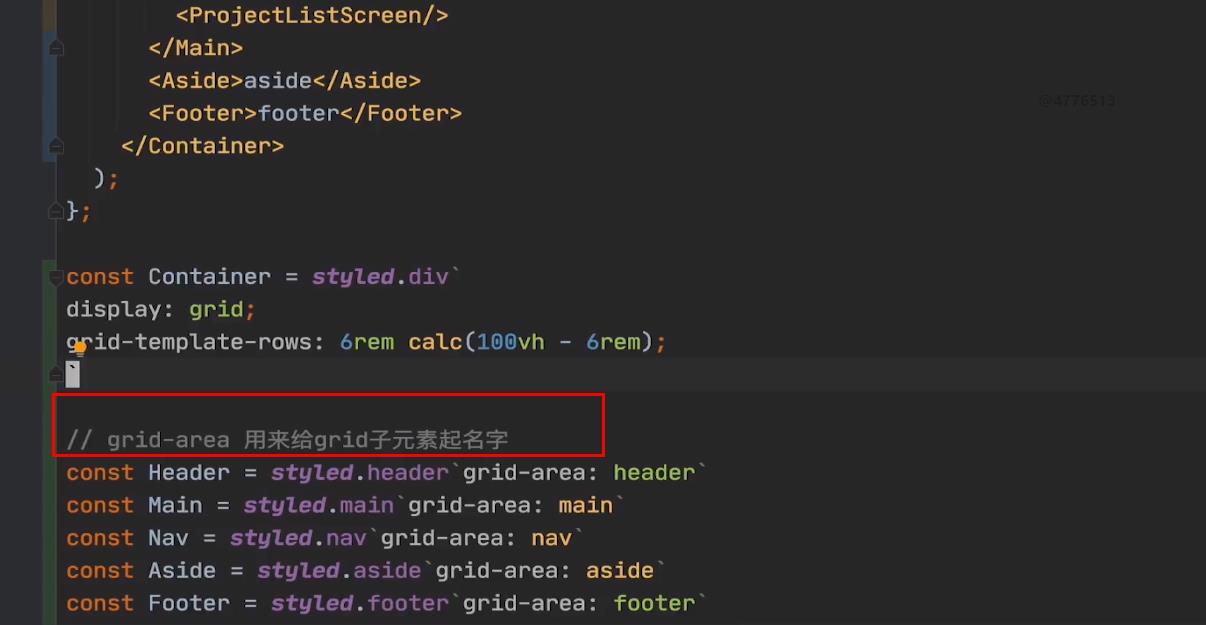 <ProjectListScreen/>
</Main>
<Aside>aside</Aside>
@4776513
<Footer>footer</Footer>
</Container>
);
};
const Container = styled.div`
display: grid;
grid-template-rows: 6rem calc(100vh - 6rem);
`
// grid-area 用来给grid子元素起名字
const Header = styled.header`grid-area: header`
const Main = styled.main`grid-area: main`
const Nav = styled.nav`grid-area: nav`
const Aside = styled.aside`grid-area: aside`
const Footer = styled.footer`grid-area: footer`